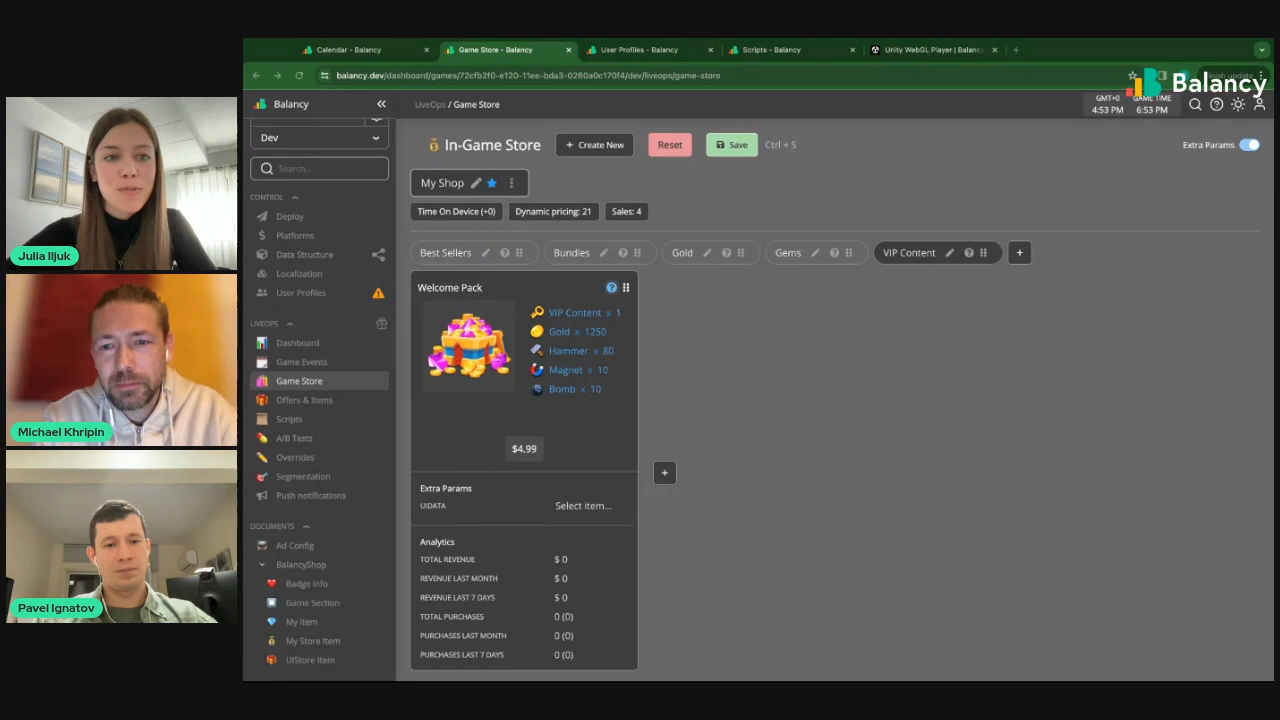 Julia Iljuk
Michael Khripin
Pavel Ignatov
Calendar - Balancy
Game Store - Balancy
User Profiles - Balancy
Scripts - Balancy
Unity WebGL Player | Balanc
balancy.dev/dashboard/games/72cfb2f0-e120-11ee-bda3-0260a0c170f4/dev/liveops/game-store
Finish update
Balancy
Balancy
LiveOps / Game Store
GMT+0
4:53 PM
GAME TIME
6:53 PM
Dev
Search...
CONTROL
Deploy
Platforms
Data Structure
Localization
User Profiles
LIVEOPS
Dashboard
Game Events
Game Store
Offers & Items
Scripts
A/B Tests
Overrides
Segmentation
Push notifications
DOCUMENTS
Ad Config
BalancyShop
Badge Info
Game Section
My Item
My Store Item
UIStore Item
In-Game Store
+ Create New
Reset
Save
Ctrl + S
Extra Params
My Shop
Time On Device (+0)
Dynamic pricing: 21
Sales: 4
Best Sellers
Bundles
Gold
Gems
VIP Content
+
Welcome Pack
VIP Content x 1
Gold x 1250
Hammer x 80
Magnet x 10
Bomb x 10
$4.99
+
Extra Params
UIDATA Select item...
Analytics
TOTAL REVENUE $ 0
REVENUE LAST MONTH $ 0
REVENUE LAST 7 DAYS $ 0
TOTAL PURCHASES 0 (0)
PURCHASES LAST MONTH 0 (0)
PURCHASES LAST 7 DAYS 0 (0)